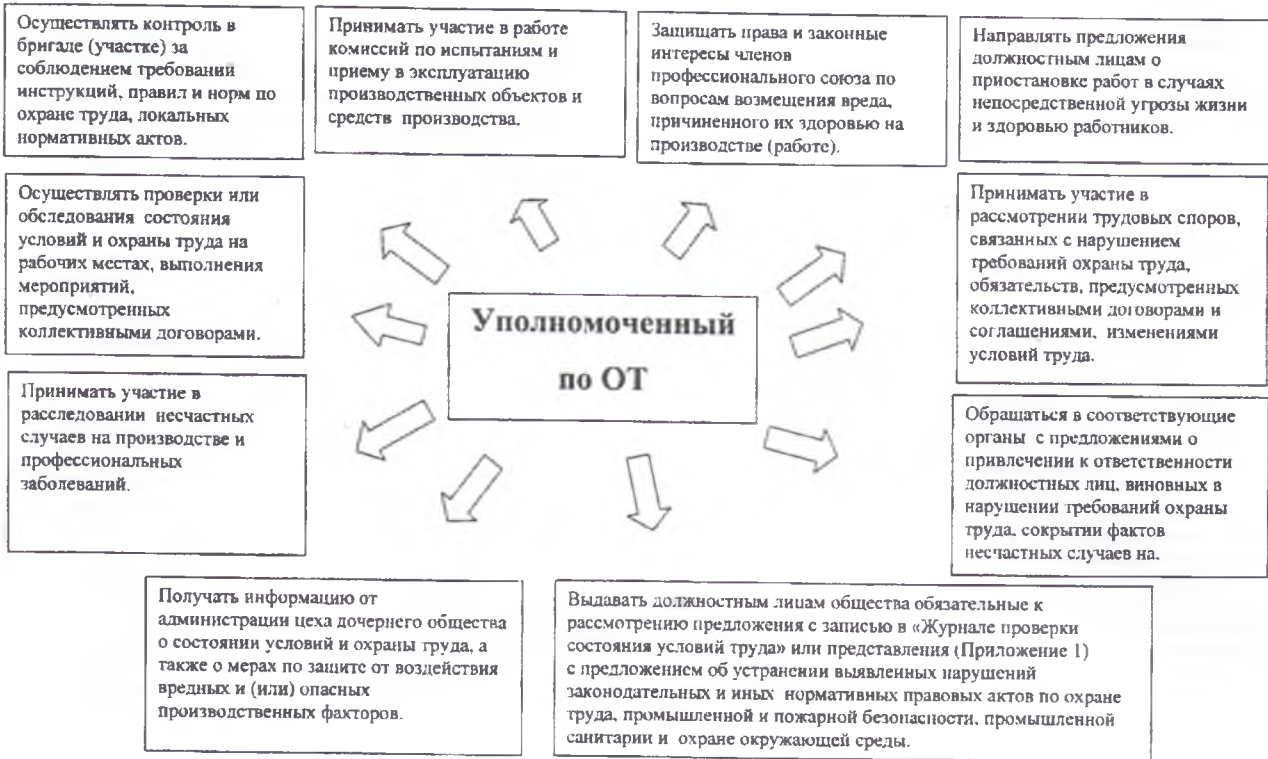 Осуществлять контроль в
бригаде (участке) за
соблюдением требовании
инструкций, правил и норм по
охране труда, локальных
нормативных актов.
Принимать участие в работе
комиссий по испытаниям и
приему в эксплуатацию
производственных объектов и
средств производства.
Защищать права и законные
интересы членов
профессионального союза по
вопросам возмещения вреда,
причиненного их здоровью на
производстве (работе).
Направлять предложения
должностным лицам о
приостановке работ в случаях
непосредственной угрозы жизни
и здоровью работников.
Осуществлять проверки или
обследования состояния
условий и охраны труда на
рабочих местах, выполнения
мероприятий,
предусмотренных
коллективными договорами.
Уполномоченный
по ОТ
Принимать участие в
рассмотрении трудовых споров,
связанных с нарушением
требований охраны труда,
обязательств, предусмотренных
коллективными договорами и
соглашениями, изменениями
условий труда.
Принимать участие в
расследовании несчастных
случаев на производстве и
профессиональных
заболеваний.
Обращаться в соответствующие
органы с предложениями о
привлечении к ответственности
должностных лиц, виновных в
нарушении требований охраны
труда, сокрытии фактов
несчастных случаев на.
Получать информацию от
администрации цеха дочернего общества
о состоянии условий и охраны труда, а
также о мерах по защите от воздействия
вредных и (или) опасных
производственных факторов.
Выдавать должностным лицам общества обязательные к
рассмотрению предложения с записью в «Журнале проверки
состояния условий труда» или представления (Приложение 1)
с предложением об устранении выявленных нарушений
законодательных и иных нормативных правовых актов по охране
труда, промышленной и пожарной безопасности, промышленной
санитарии и охране окружающей среды.